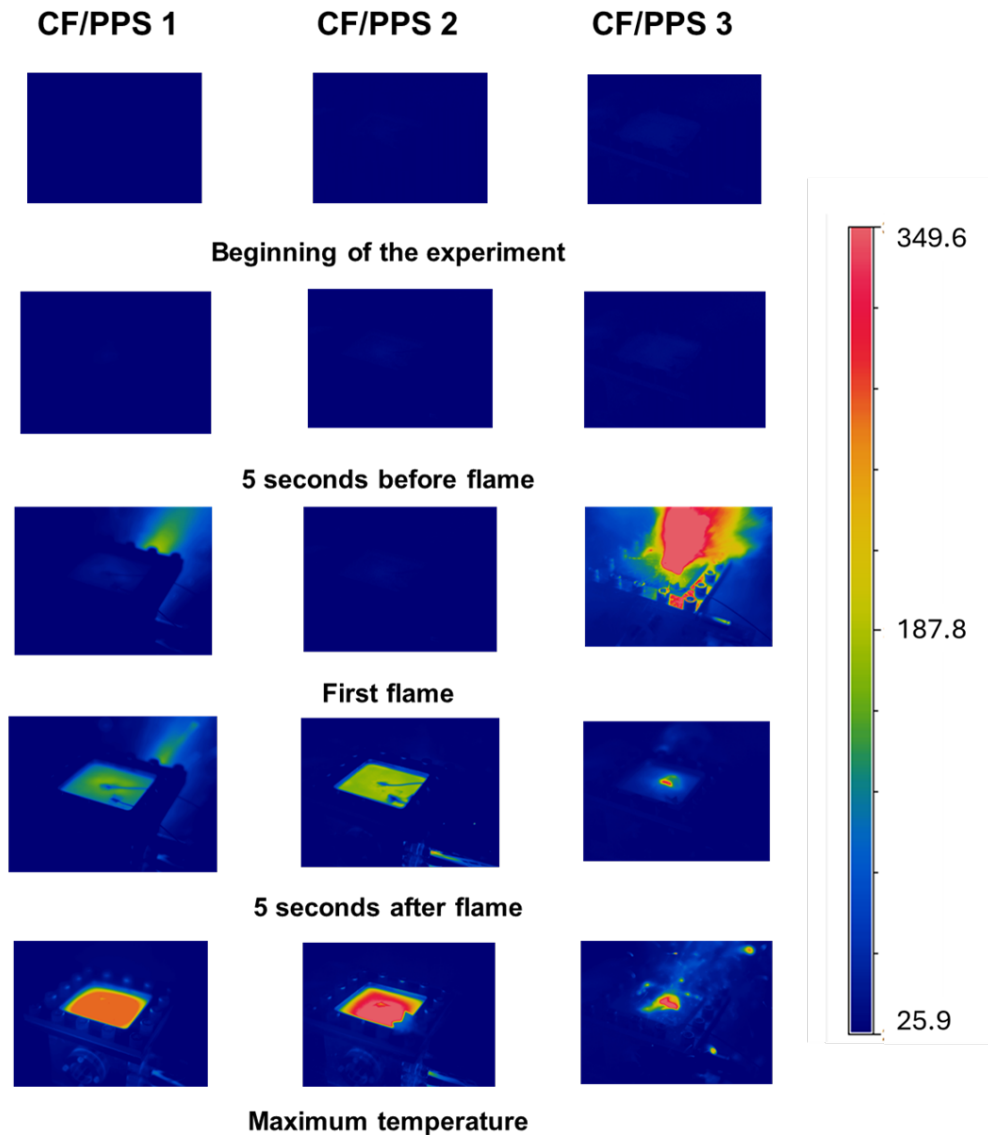 CF/PPS 1
CF/PPS 2
CF/PPS 3
Beginning of the experiment
5 seconds before flame
First flame
5 seconds after flame
Maximum temperature
349.6
187.8
25.9